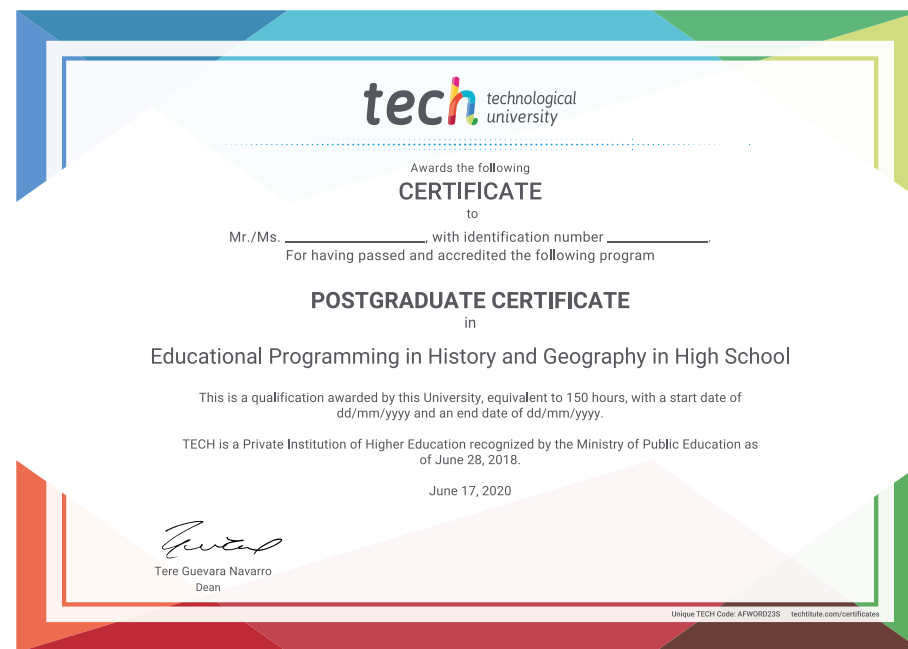 tech technological
university
Awards the following
CERTIFICATE
to
Mr./Ms. ____________, with identification number ____________.
For having passed and accredited the following program
POSTGRADUATE CERTIFICATE
in
Educational Programming in History and Geography in High School
This is a qualification awarded by this University, equivalent to 150 hours, with a start date of
dd/mm/yyyy and an end date of dd/mm/yyyy.
TECH is a Private Institution of Higher Education recognized by the Ministry of Public Education as
of June 28, 2018.
June 17, 2020
Tere Guevara Navarro
Dean
Unique TECH Code: AFWORD23S techtitute.com/certificates